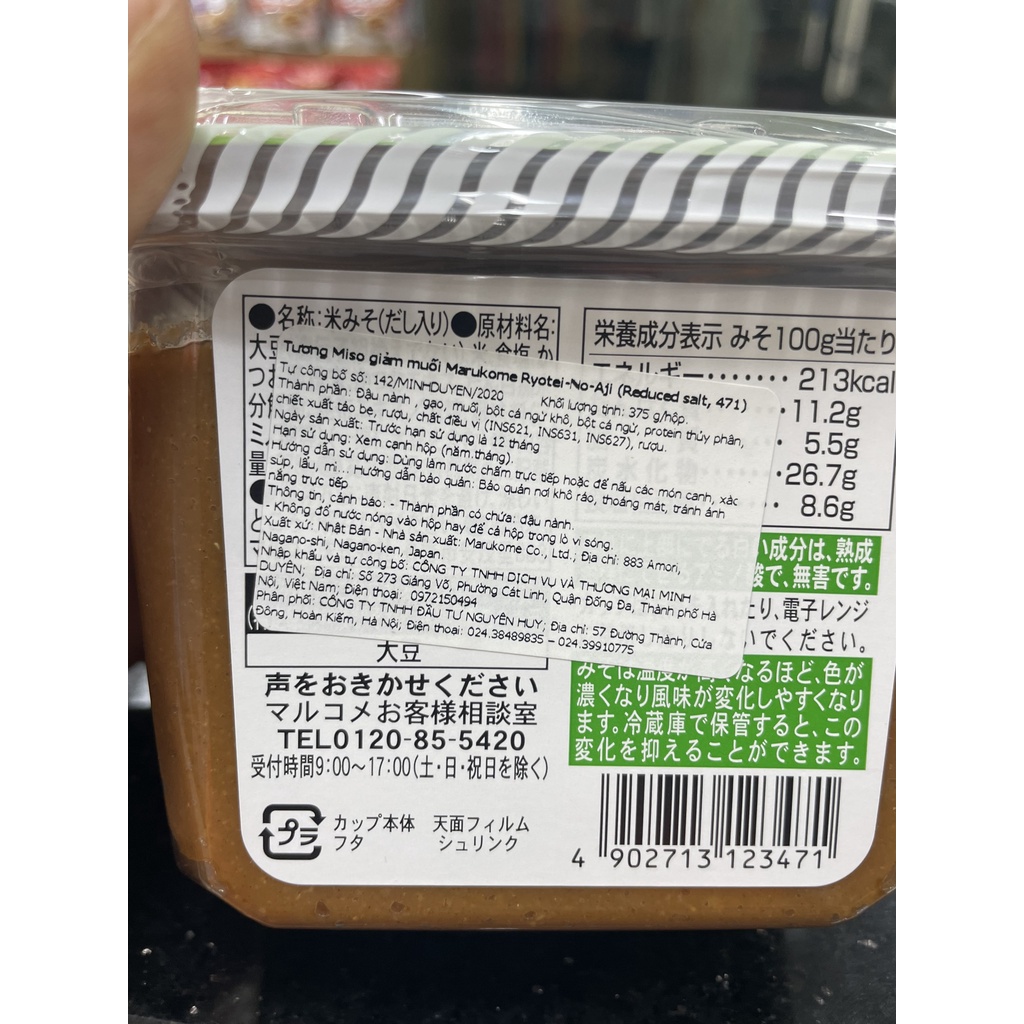 ●名称:米みそ(だし入り)●原材料名:
大豆
Tương Miso giảm muối Marukome Ryotei-No-Aji (Reduced salt, 471)
Tự công bố số: 142/MINHDUYEN/2020 Khối lượng tịnh: 375 g/hộp.
Thành phần: Đậu nành , gạo, muối, bột cá ngừ khô, bột cá ngừ, protein thủy phân,
chiết xuất tảo bẹ, rượu, chất điều vị (INS621, INS631, INS627), rượu.
Ngày sản xuất: Trước hạn sử dụng là 12 tháng
Hạn sử dụng: Xem cạnh hộp (năm.tháng).
Hướng dẫn sử dụng: Dùng làm nước chấm trực tiếp hoặc để nấu các món canh, xác
súp, lẩu, mì... Hướng dẫn bảo quản: Bảo quản nơi khô ráo, thoáng mát, tránh ánh
nắng trực tiếp
Thông tin, cảnh báo: - Thành phần có chứa: đậu nành.
- Không đổ nước nóng vào hộp hay để cả hộp trong lò vi sóng.
Xuất xứ: Nhật Bản - Nhà sản xuất: Marukome Co., Ltd.; Địa chỉ: 883 Amori,
Nagano-shi, Nagano-ken, Japan.
Nhập khẩu và tự công bố: CÔNG TY TNHH DỊCH VỤ VÀ THƯƠNG MẠI MINH
DUYÊN; Địa chỉ: Số 273 Giảng Võ, Phường Cát Linh, Quận Đống Đa, Thành phố Hà
Nội, Việt Nam; Điện thoại: 0972150494
Phân phối: CÔNG TY TNHH ĐẦU TƯ NGUYÊN HUY; Địa chỉ: 57 Đường Thành, Cửa
Đông, Hoàn Kiếm, Hà Nội; Điện thoại: 024.38489835 – 024.39910775
大豆
声をおきかせください
マルコメお客様相談室
TEL0120-85-5420
受付時間9:00〜17:00(土・日・祝日を除く)
プラ
カップ本体 天面フィルム
フタ シュリンク
栄養成分表示 みそ100g当たり
エネルギー・・・・・・・213kcal
・11.2g
・ 5.5g
・・・・・・・26.7g
・・ 8.6g
い成分は、熟成
酸で、無害です。
たり、電子レンジ
いでください。
みそは温度が高くなるほど、色が
濃くなり風味が変化しやすくなり
ます。冷蔵庫で保管すると、この
変化を抑えることができます。
4 902713 123471